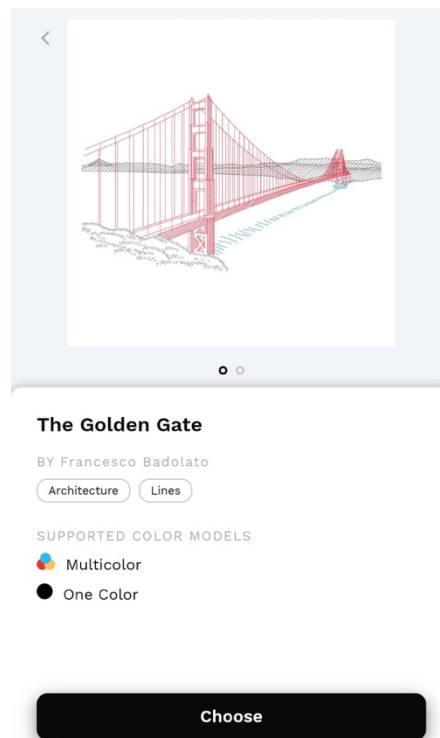 The Golden Gate
BY Francesco Badolato
Architecture Lines
SUPPORTED COLOR MODELS
Multicolor
One Color
Choose